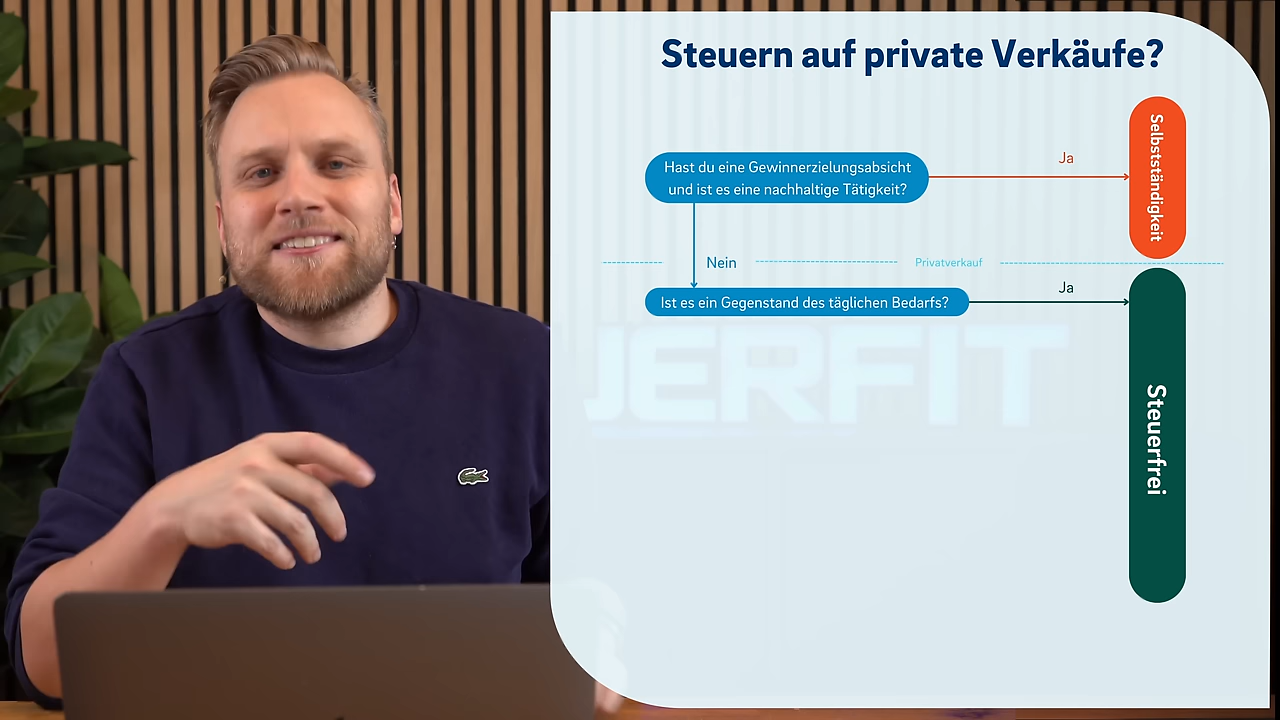 Steuern auf private Verkäufe?
Hast du eine Gewinnerzielungsabsicht
und ist es eine nachhaltige Tätigkeit?
Ja
Selbstständigkeit
Nein
Privatverkauf
Ist es ein Gegenstand des täglichen Bedarfs?
Ja
Steuerfrei